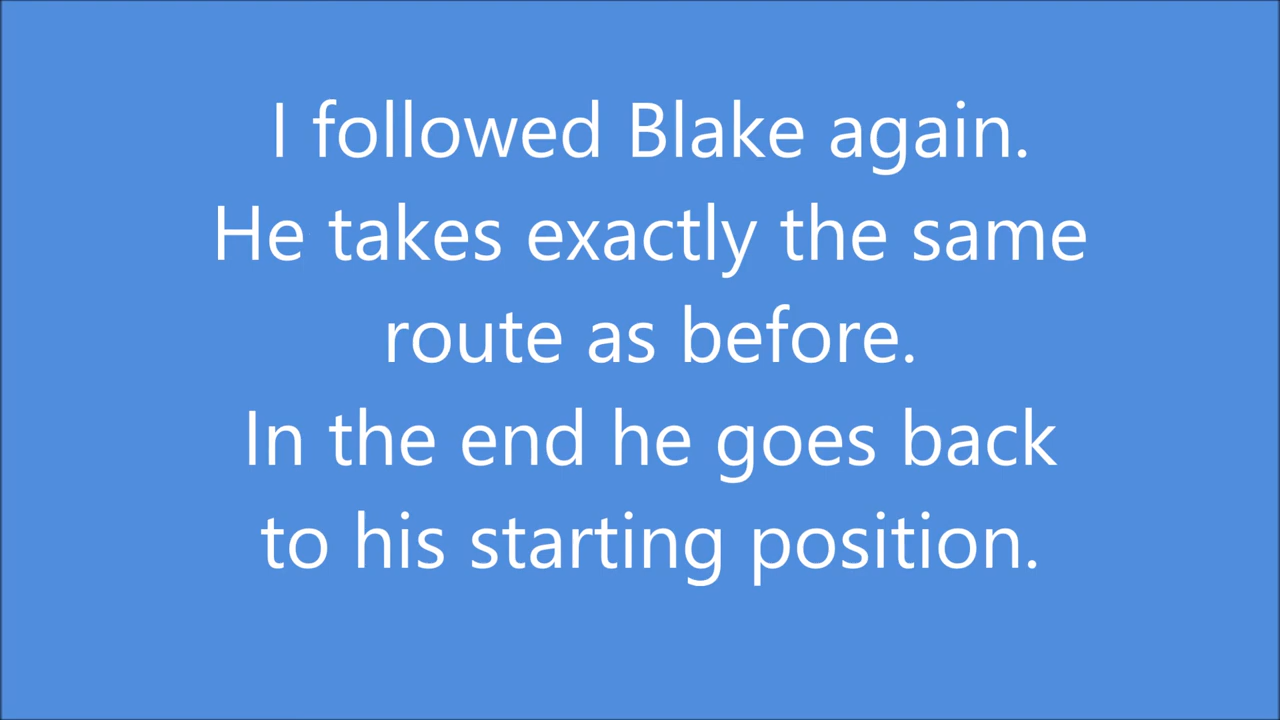 I followed Blake again.
He takes exactly the same
route as before.
In the end he goes back
to his starting position.